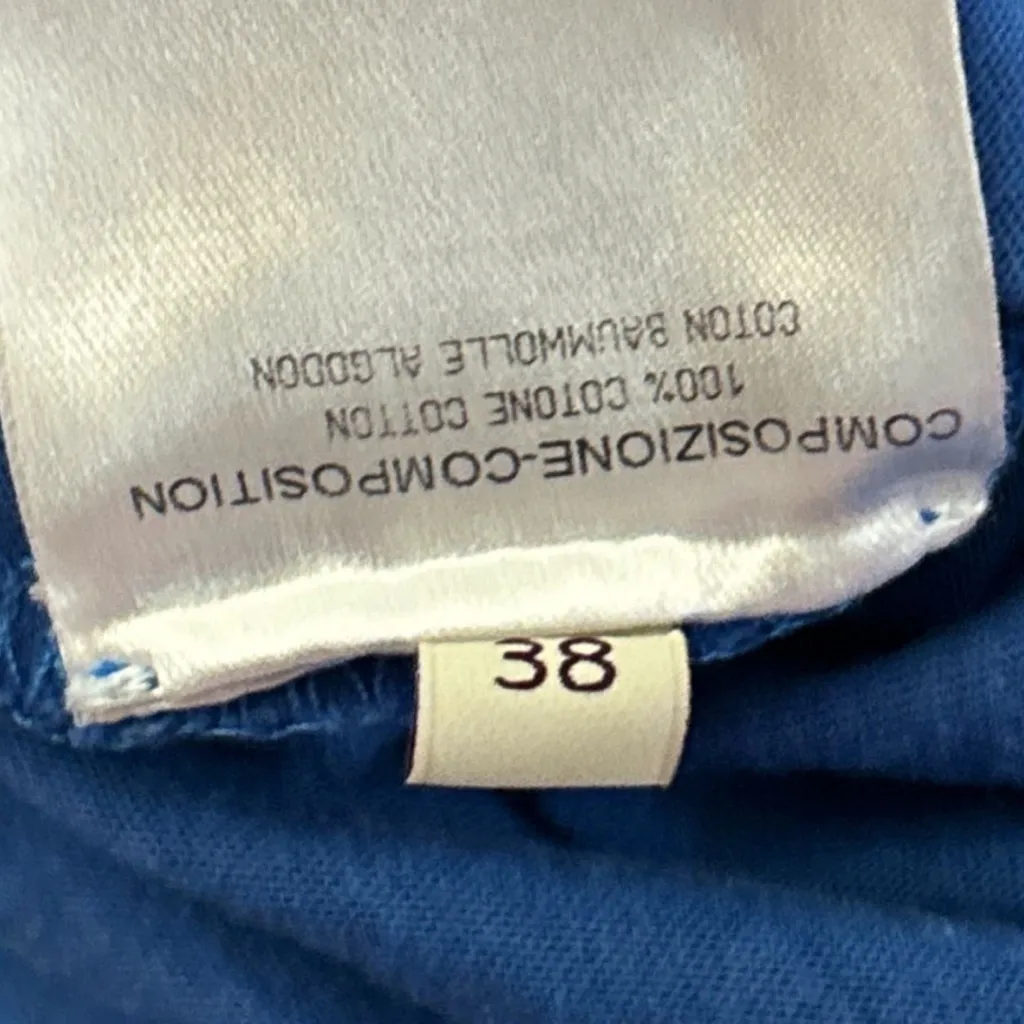 COMPOSIZIONE-COMPOSITION
100% COTONE COTTON
COTON BAUMWOLLE ALGODON
38